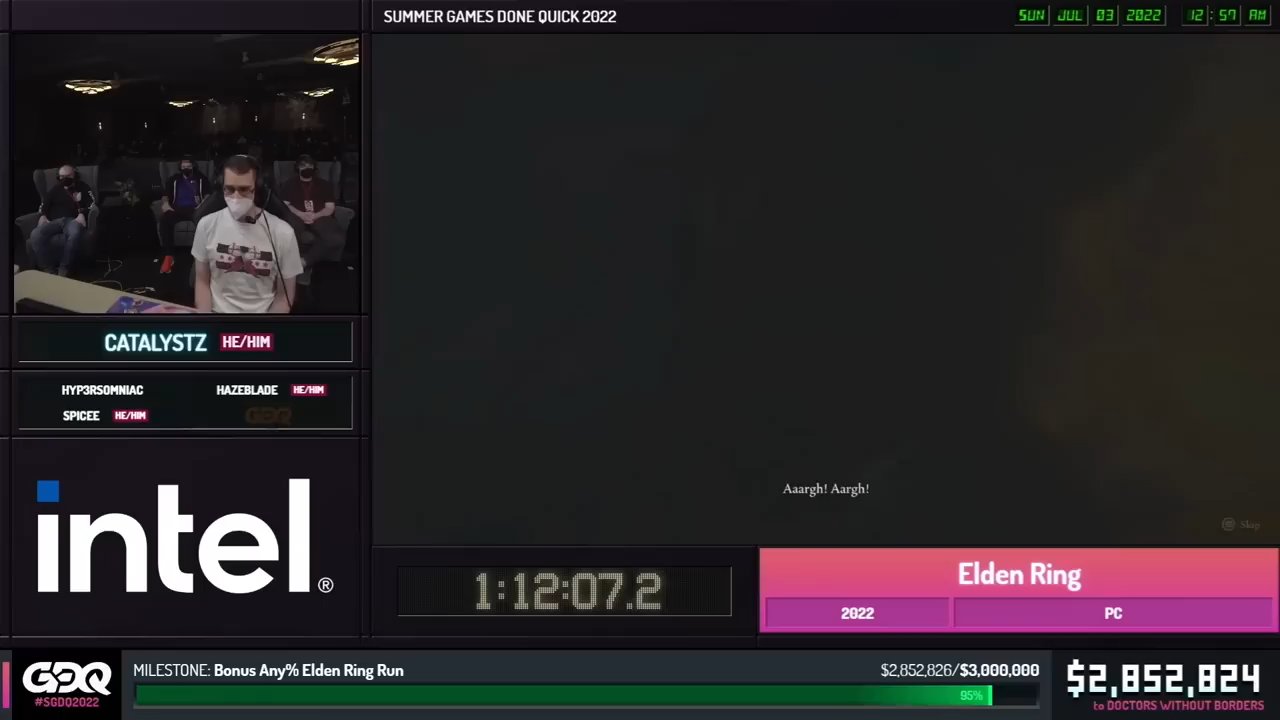 SUMMER GAMES DONE QUICK 2022
SUN JUL 03 2022 12:57 AM
CATALYSTZ HE/HIM
HYP3RSOMNIAC
HAZEBLADE HE/HIM
SPICEE HE/HIM
GDQ
intel®
Aaargh! Aargh!
Skip
1:12:07.2
Elden Ring
2022
PC
GDQ
#SGDQ2022
MILESTONE: Bonus Any% Elden Ring Run
$2,852,826/$3,000,000
95%
$2,852,824
to DOCTORS WITHOUT BORDERS